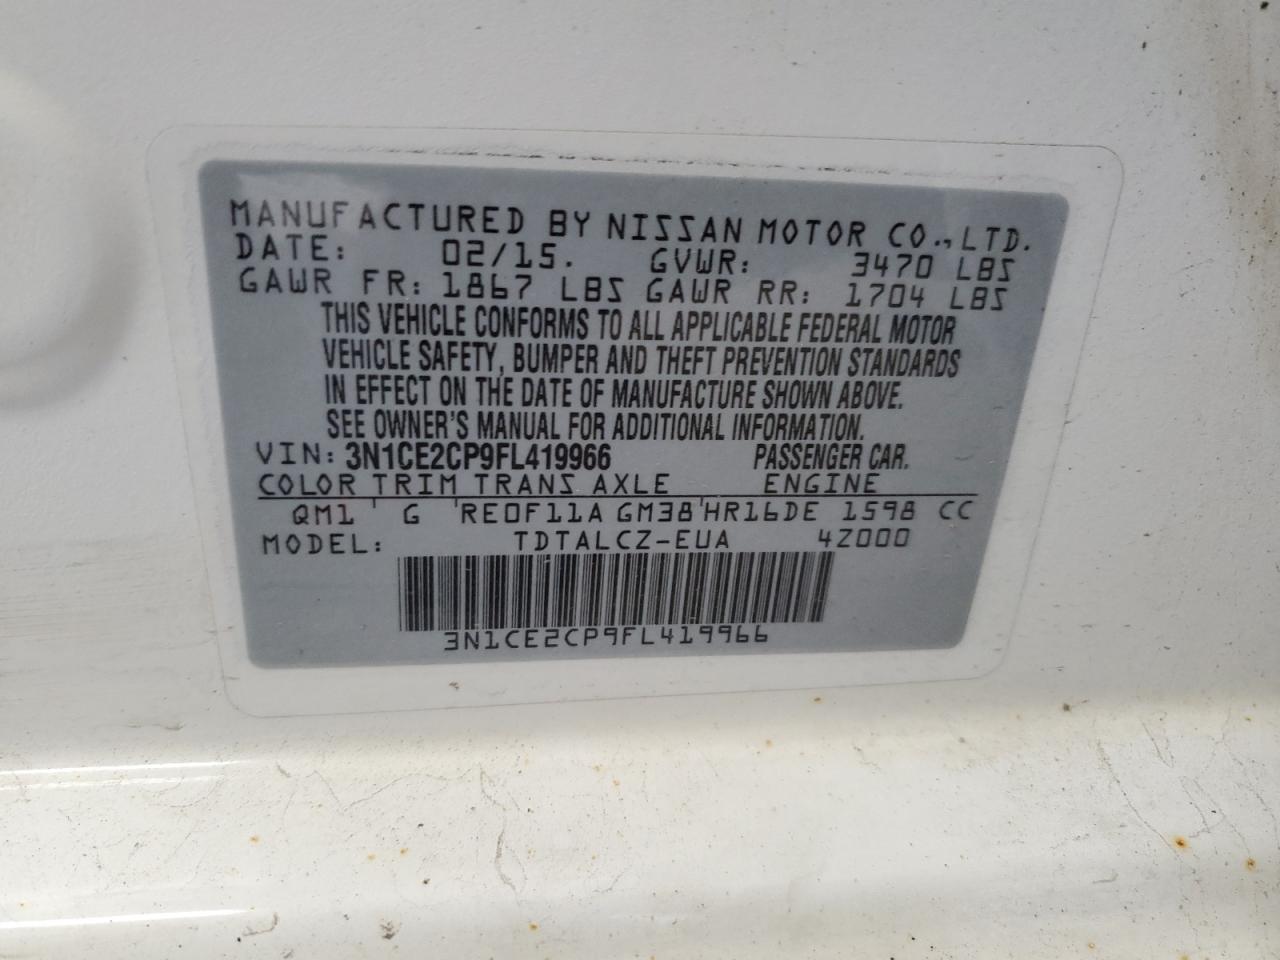 MANUFACTURED BY NISSAN MOTOR CO., LTD.
DATE: 02/15. GVWR: 3470 LBS
GAWR FR: 1867 LBS GAWR RR: 1704 LBS
THIS VEHICLE CONFORMS TO ALL APPLICABLE FEDERAL MOTOR
VEHICLE SAFETY, BUMPER AND THEFT PREVENTION STANDARDS
IN EFFECT ON THE DATE OF MANUFACTURE SHOWN ABOVE.
SEE OWNER'S MANUAL FOR ADDITIONAL INFORMATION.
VIN: 3N1CE2CP9FL419966 PASSENGER CAR.
COLOR TRIM TRANS AXLE ENGINE
QM1 ' G ' RE0F11A GM38 ' HR16DE 1598 CC
MODEL: TDTALCZ-EUA 4Z000
3N1CE2CP9FL419966